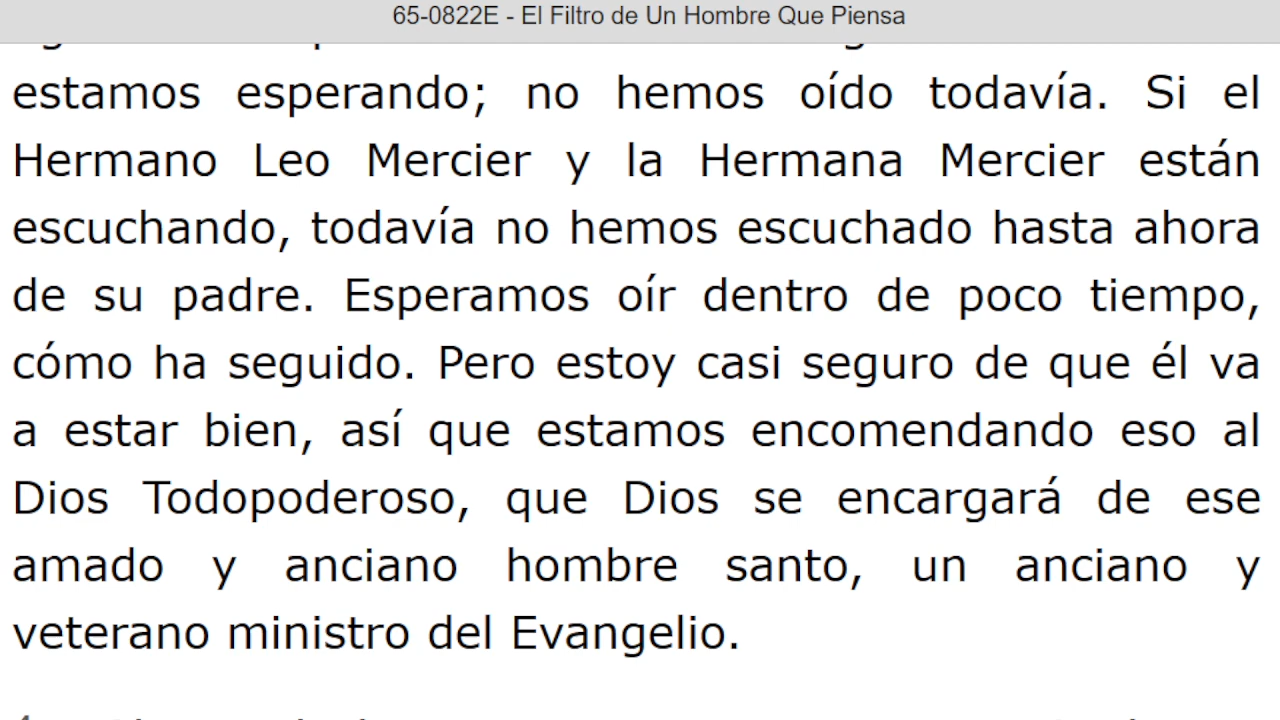 65-0822E - El Filtro de Un Hombre Que Piensa
estamos esperando; no hemos oído todavía. Si el
Hermano Leo Mercier y la Hermana Mercier están
escuchando, todavía no hemos escuchado hasta ahora
de su padre. Esperamos oír dentro de poco tiempo,
cómo ha seguido. Pero estoy casi seguro de que él va
a estar bien, así que estamos encomendando eso al
Dios Todopoderoso, que Dios se encargará de ese
amado y anciano hombre santo, un anciano y
veterano ministro del Evangelio.